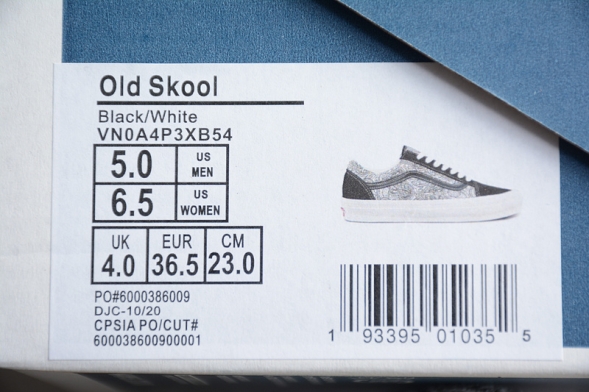 Old Skool
Black/White
VN0A4P3XB54
5.0 US MEN
6.5 US WOMEN
UK EUR CM
4.0 36.5 23.0
PO#6000386009
DJC-10/20
CPSIA PO/CUT#
600038600900001
1 93395 01035 5